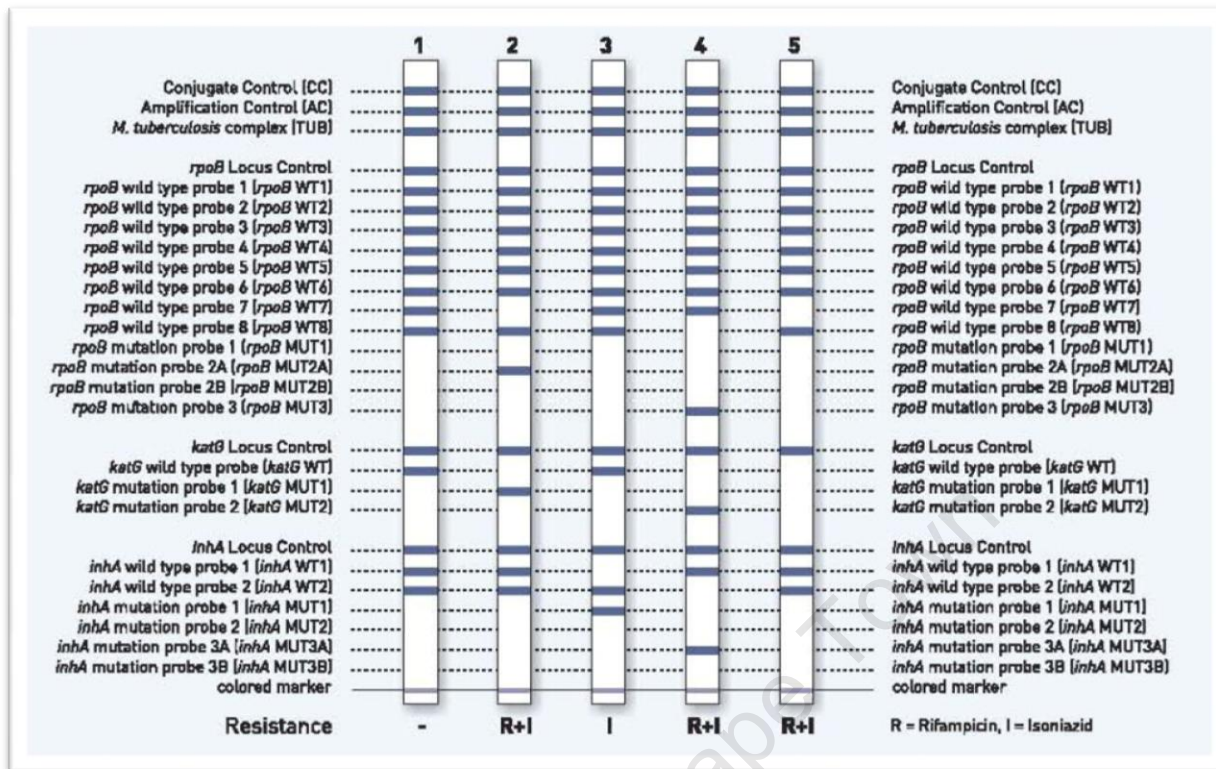 1 2 3 4 5
Conjugate Control (CC) Conjugate Control (CC)
Amplification Control (AC) Amplification Control (AC)
M. tuberculosis complex (TUB) M. tuberculosis complex (TUB)
rpoB Locus Control rpoB Locus Control
rpoB wild type probe 1 (rpoB WT1) rpoB wild type probe 1 (rpoB WT1)
rpoB wild type probe 2 (rpoB WT2) rpoB wild type probe 2 (rpoB WT2)
rpoB wild type probe 3 (rpoB WT3) rpoB wild type probe 3 (rpoB WT3)
rpoB wild type probe 4 (rpoB WT4) rpoB wild type probe 4 (rpoB WT4)
rpoB wild type probe 5 (rpoB WT5) rpoB wild type probe 5 (rpoB WT5)
rpoB wild type probe 6 (rpoB WT6) rpoB wild type probe 6 (rpoB WT6)
rpoB wild type probe 7 (rpoB WT7) rpoB wild type probe 7 (rpoB WT7)
rpoB wild type probe 8 (rpoB WT8) rpoB wild type probe 8 (rpoB WT8)
rpoB mutation probe 1 (rpoB MUT1) rpoB mutation probe 1 (rpoB MUT1)
rpoB mutation probe 2A (rpoB MUT2A) rpoB mutation probe 2A (rpoB MUT2A)
rpoB mutation probe 2B (rpoB MUT2B) rpoB mutation probe 2B (rpoB MUT2B)
rpoB mutation probe 3 (rpoB MUT3) rpoB mutation probe 3 (rpoB MUT3)
katG Locus Control katG Locus Control
katG wild type probe (katG WT) katG wild type probe (katG WT)
katG mutation probe 1 (katG MUT1) katG mutation probe 1 (katG MUT1)
katG mutation probe 2 (katG MUT2) katG mutation probe 2 (katG MUT2)
inhA Locus Control inhA Locus Control
inhA wild type probe 1 (inhA WT1) inhA wild type probe 1 (inhA WT1)
inhA wild type probe 2 (inhA WT2) inhA wild type probe 2 (inhA WT2)
inhA mutation probe 1 (inhA MUT1) inhA mutation probe 1 (inhA MUT1)
inhA mutation probe 2 (inhA MUT2) inhA mutation probe 2 (inhA MUT2)
inhA mutation probe 3A (inhA MUT3A) inhA mutation probe 3A (inhA MUT3A)
inhA mutation probe 3B (inhA MUT3B) inhA mutation probe 3B (inhA MUT3B)
colored marker colored marker
Resistance - R+I I R+I R+I R = Rifampicin, I = Isoniazid
Town